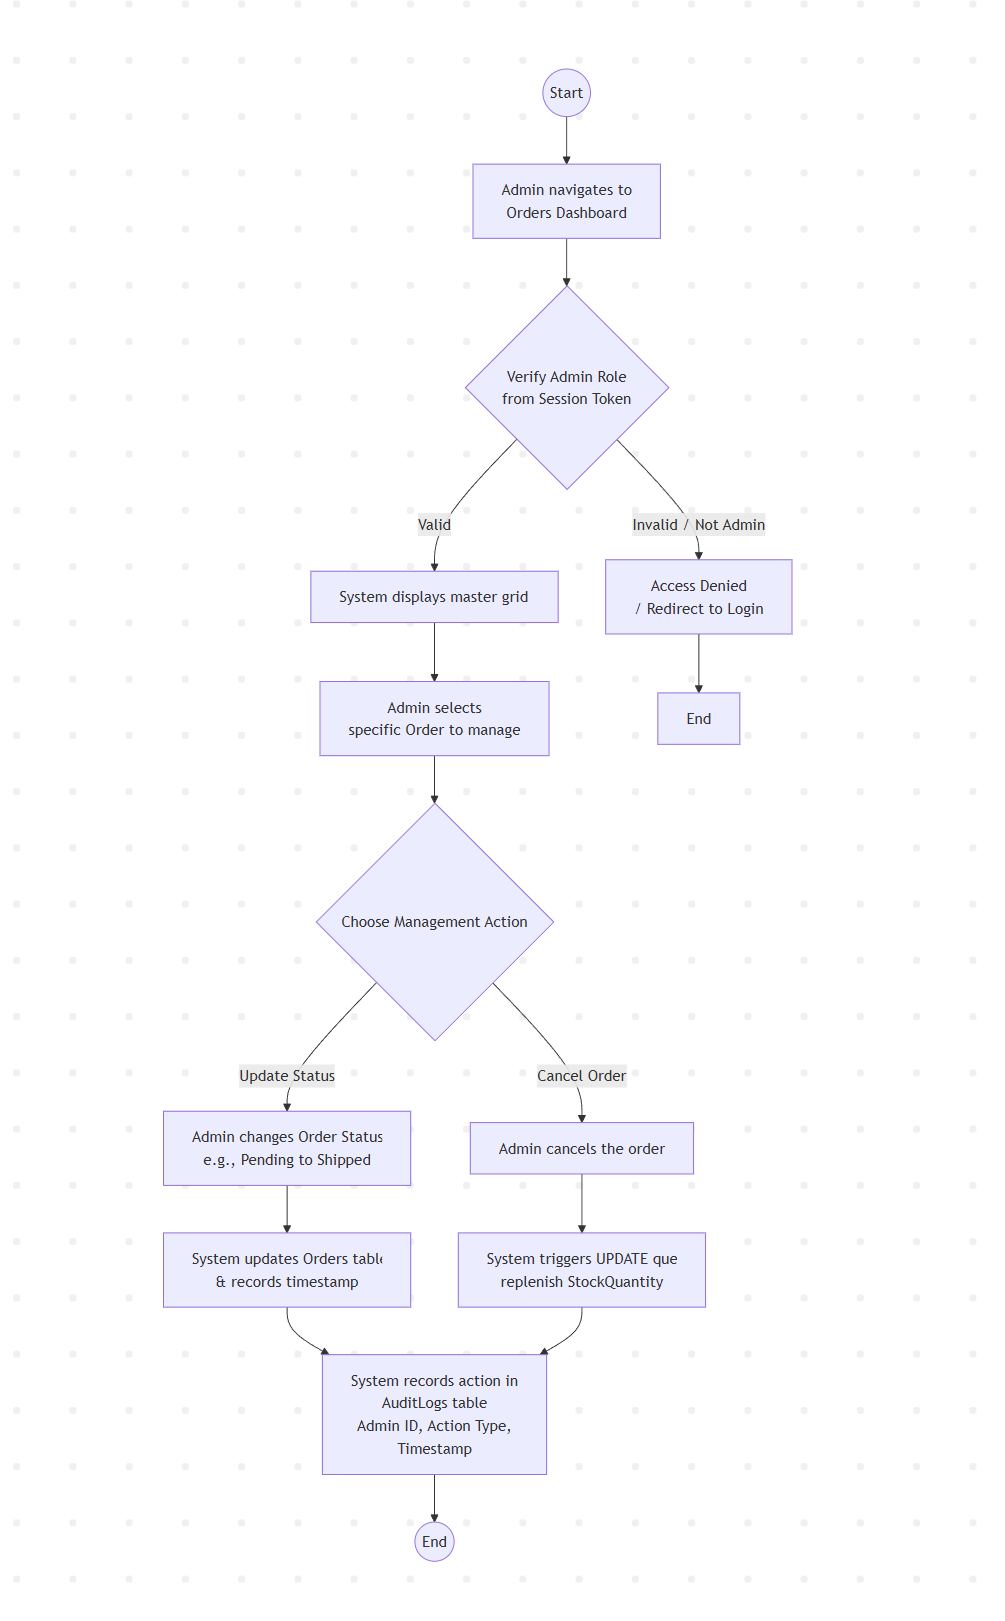 Start
Admin navigates to
Orders Dashboard
Verify Admin Role
from Session Token
Valid
Invalid / Not Admin
System displays master grid
Access Denied
/ Redirect to Login
Admin selects
specific Order to manage
End
Choose Management Action
Update Status
Cancel Order
Admin changes Order Status
e.g., Pending to Shipped
Admin cancels the order
System updates Orders table
& records timestamp
System triggers UPDATE que
replenish StockQuantity
System records action in
AuditLogs table
Admin ID, Action Type,
Timestamp
End